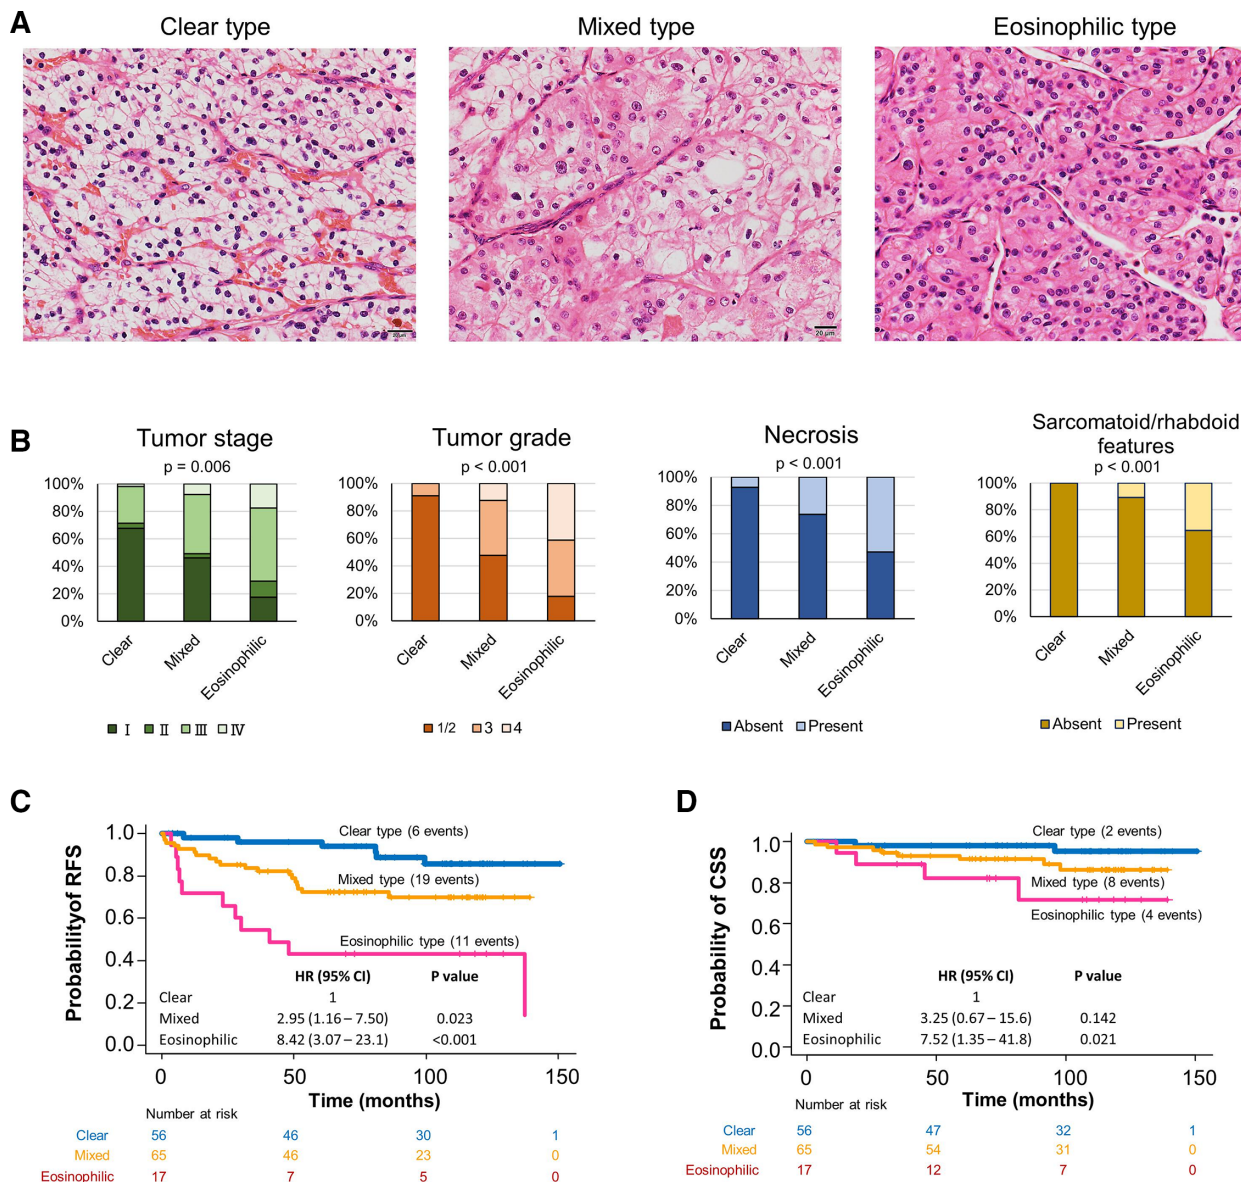 A
Clear type
Mixed type
Eosinophilic type
20 μm
B
Tumor stage
p = 0.006
100%
80%
60%
40%
20%
0%
Clear
Mixed
Eosinophilic
Ⅰ Ⅱ Ⅲ Ⅳ
Tumor grade
p < 0.001
100%
80%
60%
40%
20%
0%
Clear
Mixed
Eosinophilic
1/2 3 4
Necrosis
p < 0.001
100%
80%
60%
40%
20%
0%
Clear
Mixed
Eosinophilic
Absent Present
Sarcomatoid/rhabdoid
features
p < 0.001
100%
80%
60%
40%
20%
0%
Clear
Mixed
Eosinophilic
Absent Present
C
Probabilityof RFS
1.0
0.8
0.6
0.4
0.2
0.0
Clear type (6 events)
Mixed type (19 events)
Eosinophilic type (11 events)
HR (95% CI) P value
Clear 1
Mixed 2.95 (1.16 – 7.50) 0.023
Eosinophilic 8.42 (3.07 – 23.1) <0.001
0 50 100 150
Time (months)
Number at risk
Clear 56 46 30 1
Mixed 65 46 23 0
Eosinophilic 17 7 5 0
D
Probability of CSS
1.0
0.8
0.6
0.4
0.2
0.0
Clear type (2 events)
Mixed type (8 events)
Eosinophilic type (4 events)
HR (95% CI) P value
Clear 1
Mixed 3.25 (0.67 – 15.6) 0.142
Eosinophilic 7.52 (1.35 – 41.8) 0.021
0 50 100 150
Time (months)
Number at risk
Clear 56 47 32 1
Mixed 65 54 31 0
Eosinophilic 17 12 7 0